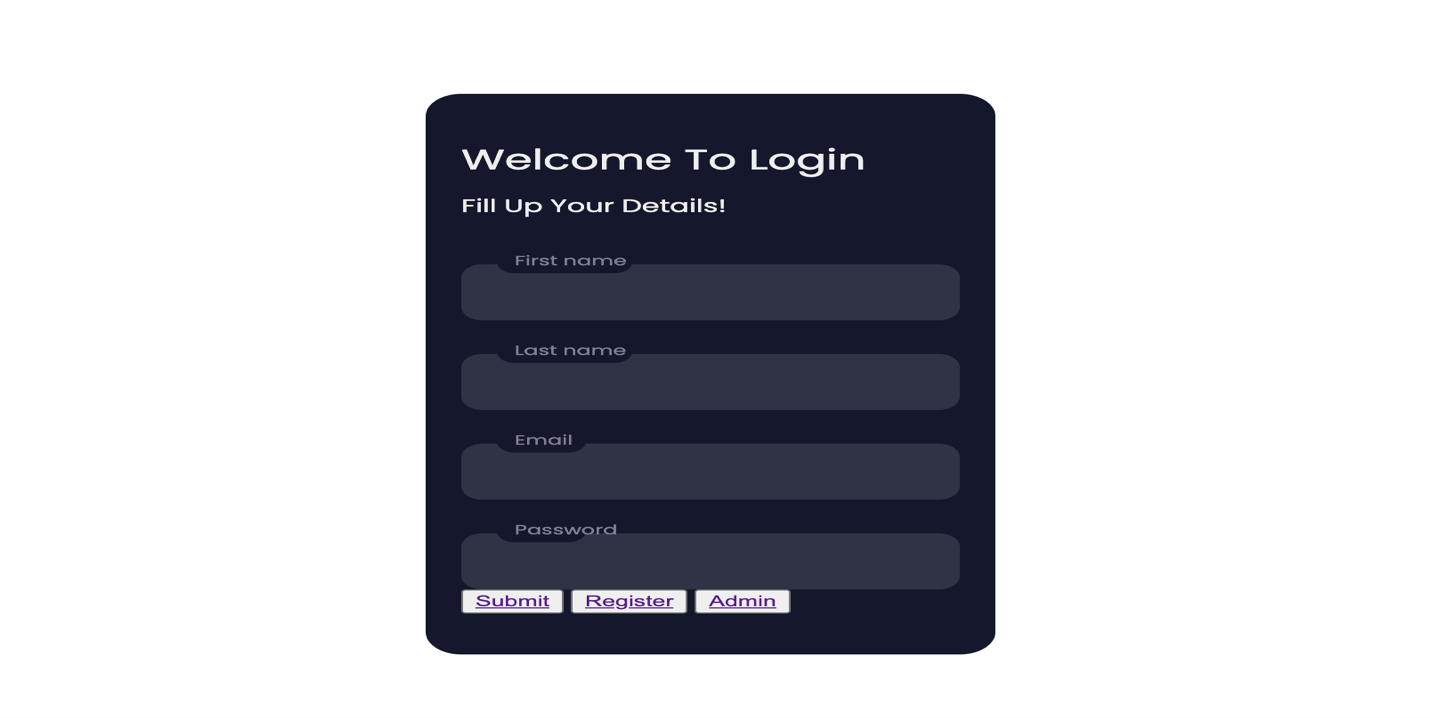 Welcome To Login
Fill Up Your Details!
First name
Last name
Email
Password
Submit Register Admin